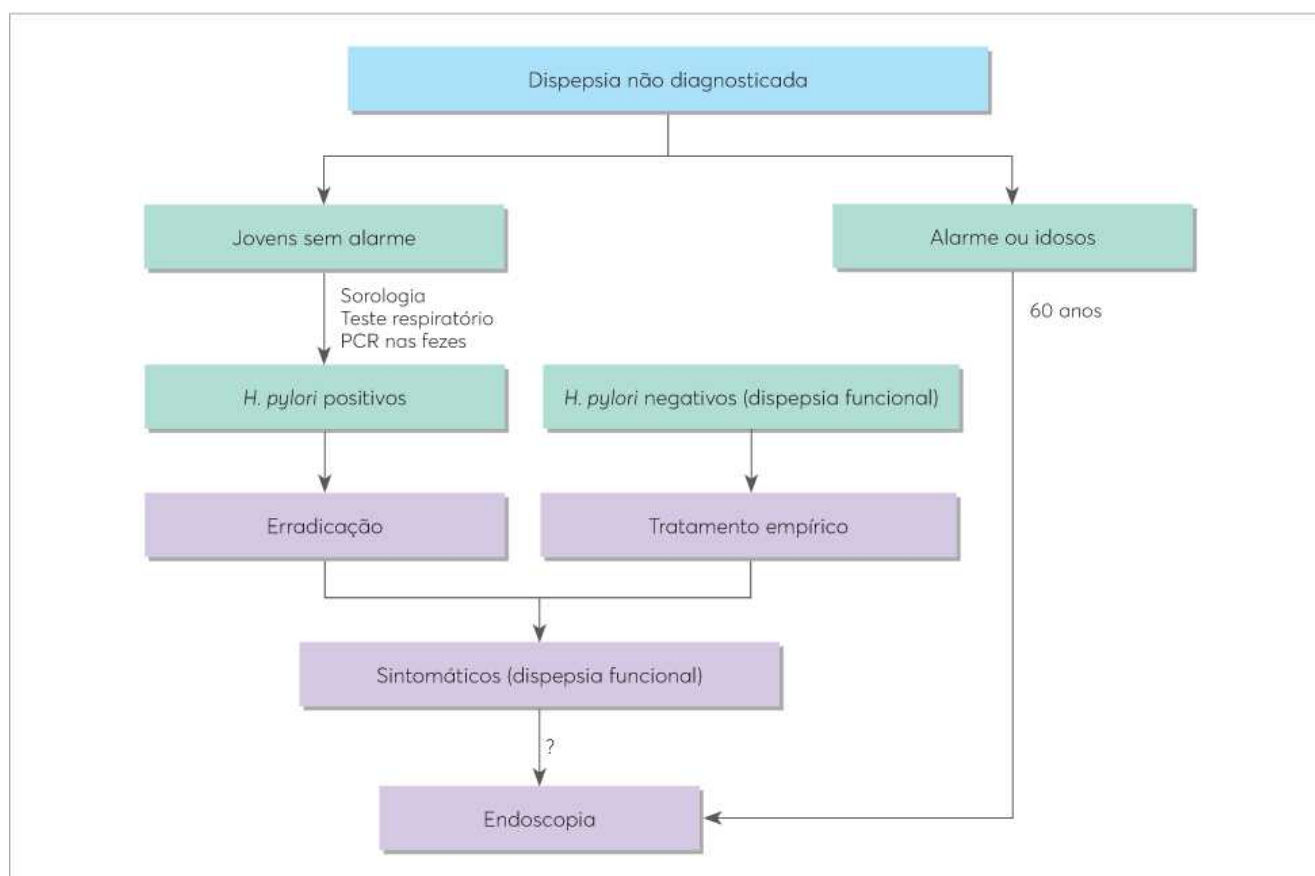 Dispepsia não diagnosticada
Jovens sem alarme
Alarme ou idosos
Sorologia
Teste respiratório
PCR nas fezes
60 anos
H. pylori positivos
H. pylori negativos (dispepsia funcional)
Erradicação
Tratamento empírico
Sintomáticos (dispepsia funcional)
?
Endoscopia